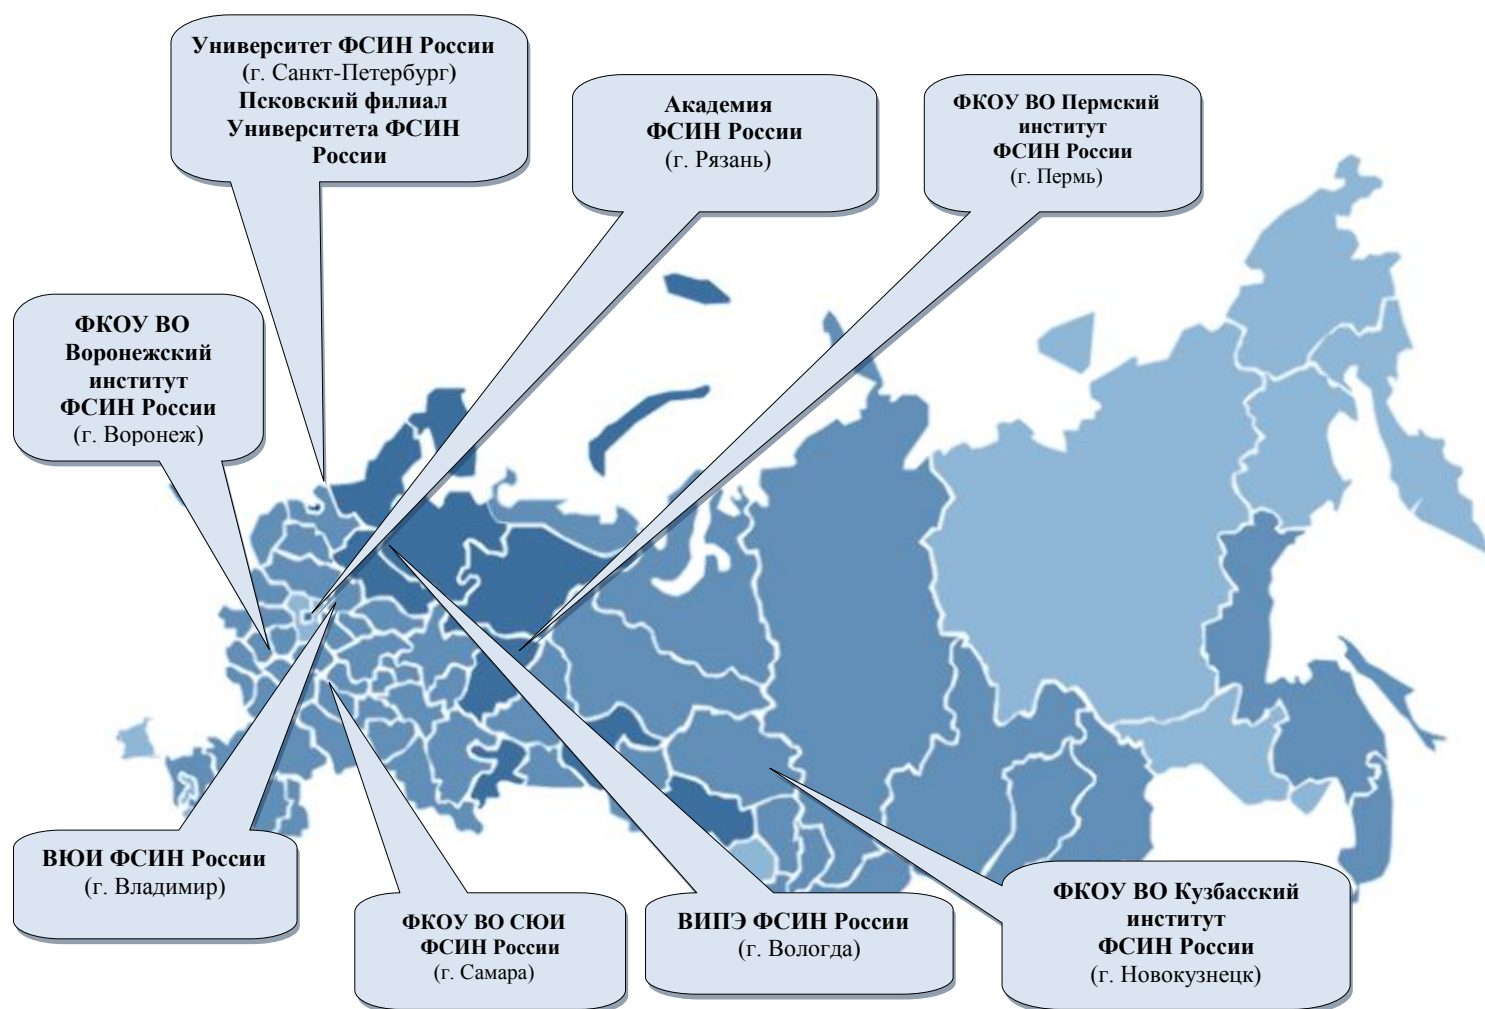 Университет ФСИН России
(г. Санкт-Петербург)
Псковский филиал
Университета ФСИН
России
Академия
ФСИН России
(г. Рязань)
ФКОУ ВО Пермский
институт
ФСИН России
(г. Пермь)
ФКОУ ВО
Воронежский
институт
ФСИН России
(г. Воронеж)
ВЮИ ФСИН России
(г. Владимир)
ФКОУ ВО СЮИ
ФСИН России
(г. Самара)
ВИПЭ ФСИН России
(г. Вологда)
ФКОУ ВО Кузбасский
институт
ФСИН России
(г. Новокузнецк)